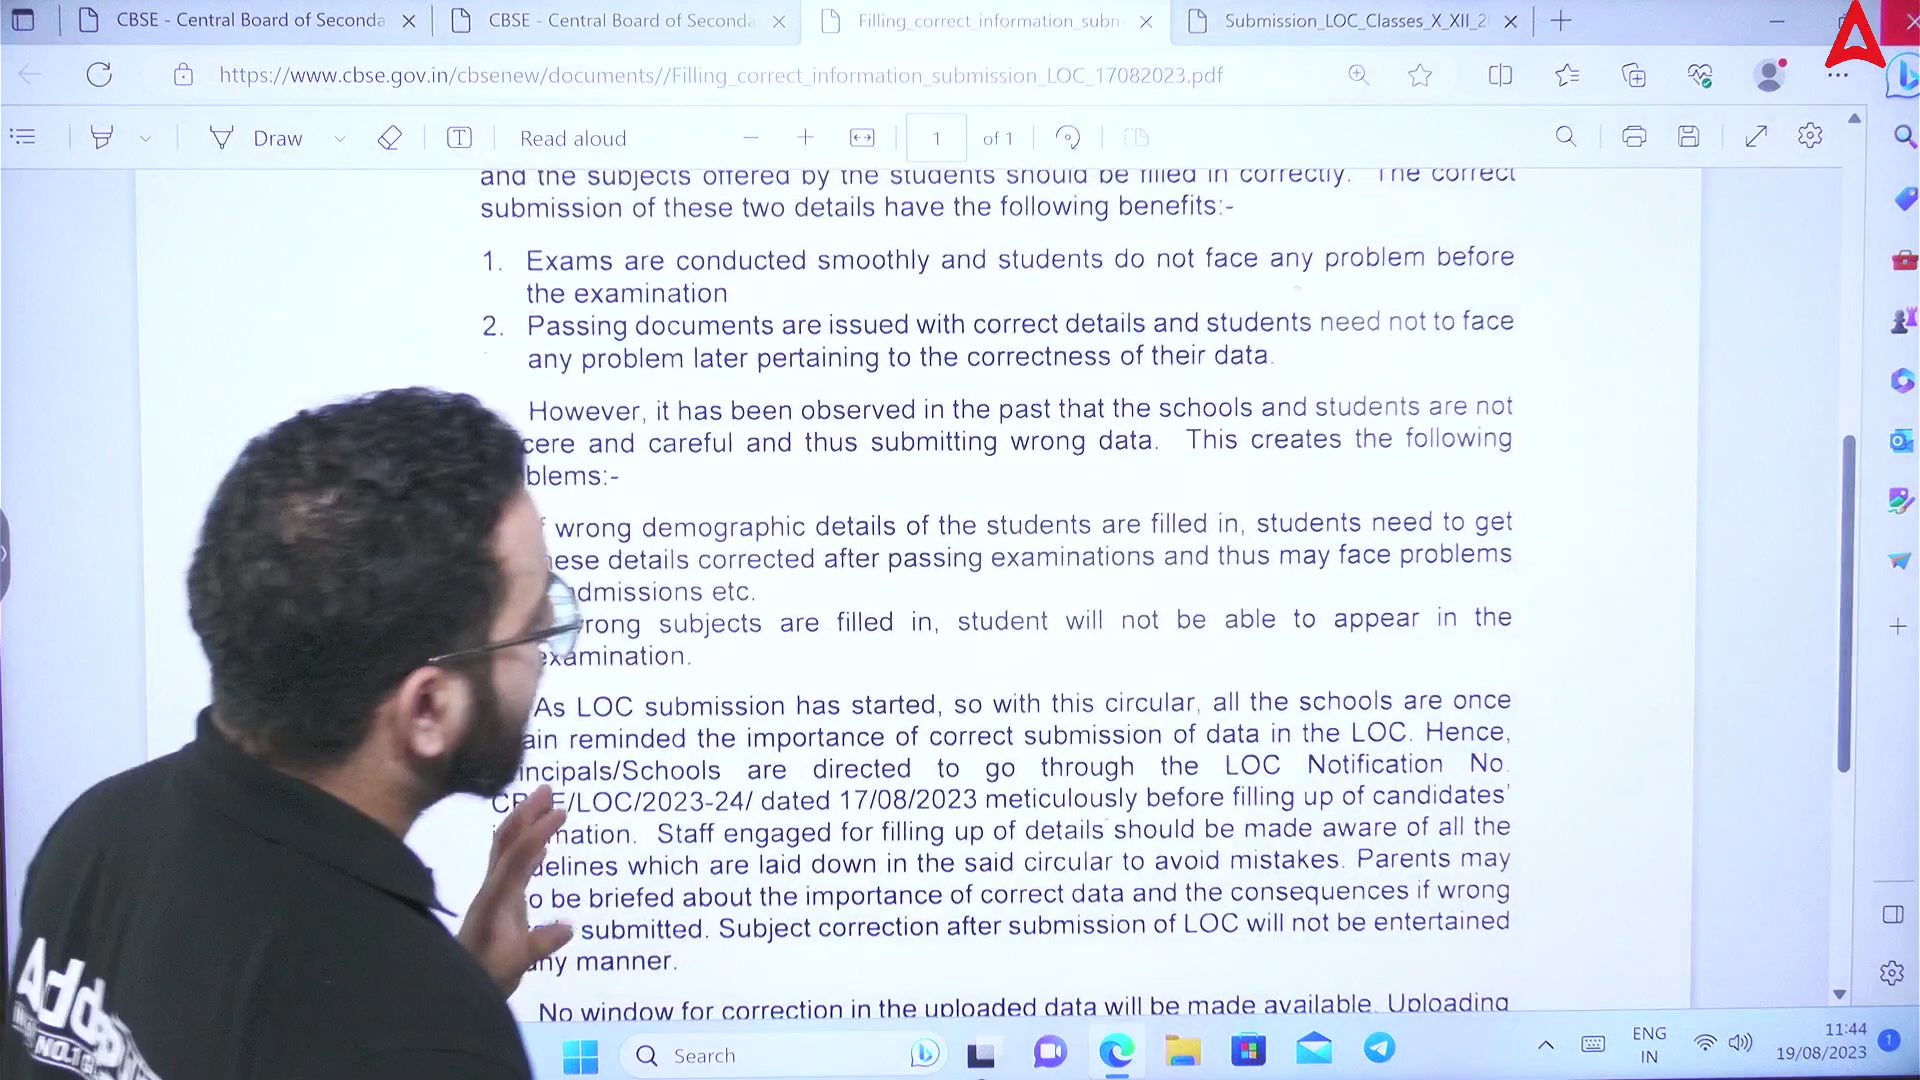 CBSE - Central Board of Seconda
CBSE - Central Board of Seconda
Filling_correct_information_subm
Submission_LOC_Classes_X_XII_2
https://www.cbse.gov.in/cbsenew/documents//Filling_correct_information_submission_LOC_17082023.pdf
Draw
Read aloud
1 of 1
and the subjects offered by the students should be filled in correctly. The correct
submission of these two details have the following benefits:-
1. Exams are conducted smoothly and students do not face any problem before
the examination
2. Passing documents are issued with correct details and students need not to face
any problem later pertaining to the correctness of their data.
However, it has been observed in the past that the schools and students are not
cere and careful and thus submitting wrong data. This creates the following
blems:-
wrong demographic details of the students are filled in, students need to get
ese details corrected after passing examinations and thus may face problems
dmissions etc.
rong subjects are filled in, student will not be able to appear in the
examination.
As LOC submission has started, so with this circular, all the schools are once
ain reminded the importance of correct submission of data in the LOC. Hence,
incipals/Schools are directed to go through the LOC Notification No.
CBSE/LOC/2023-24/ dated 17/08/2023 meticulously before filling up of candidates'
mation. Staff engaged for filling up of details should be made aware of all the
delines which are laid down in the said circular to avoid mistakes. Parents may
o be briefed about the importance of correct data and the consequences if wrong
submitted. Subject correction after submission of LOC will not be entertained
any manner.
No window for correction in the uploaded data will be made available. Uploading
Search
ENG
IN
11:44
19/08/2023
1
Adda
NO.1